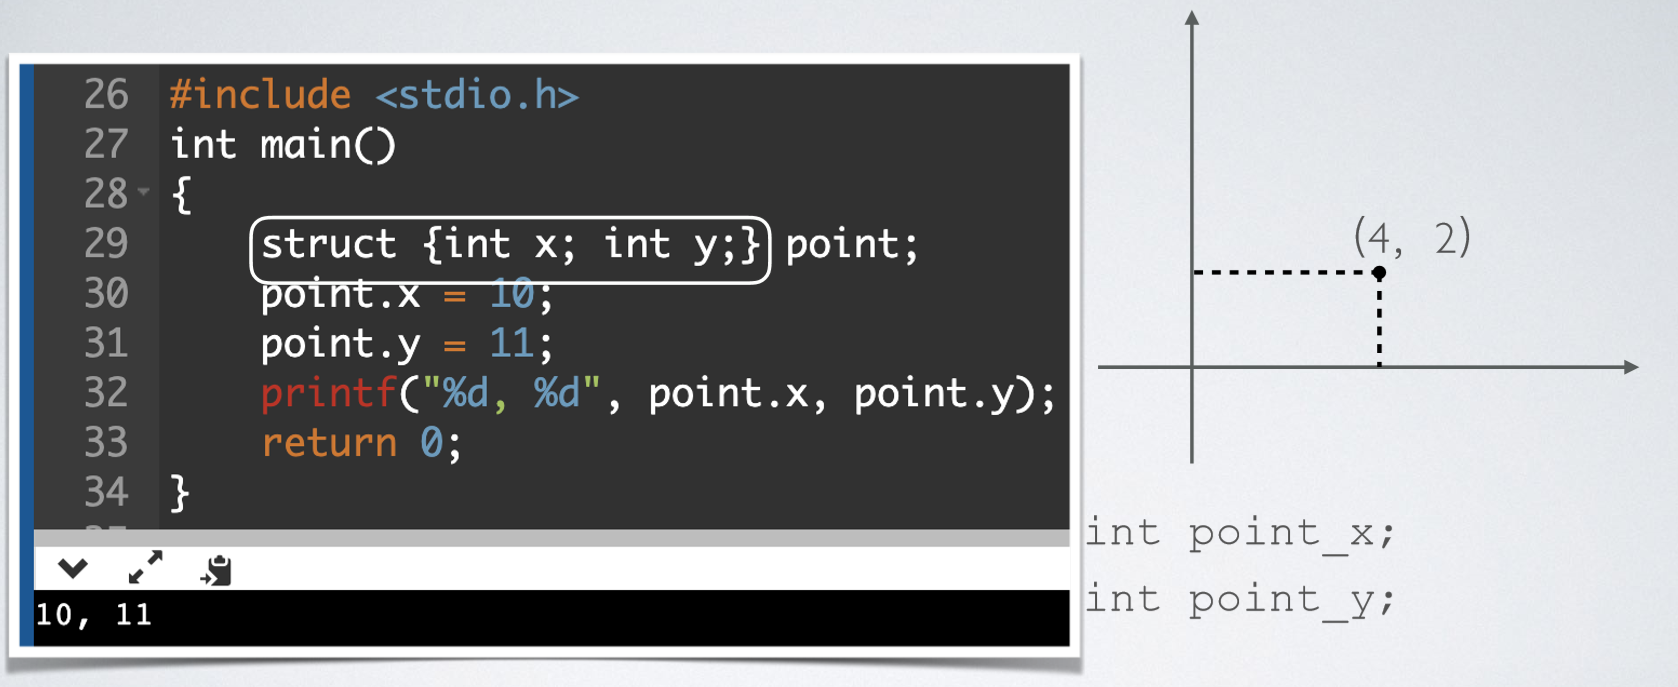 26 #include <stdio.h>
27 int main()
28 {
29 struct {int x; int y;} point;
30 point.x = 10;
31 point.y = 11;
32 printf("%d, %d", point.x, point.y);
33 return 0;
34 }
10, 11
(4, 2)
int point_x;
int point_y;